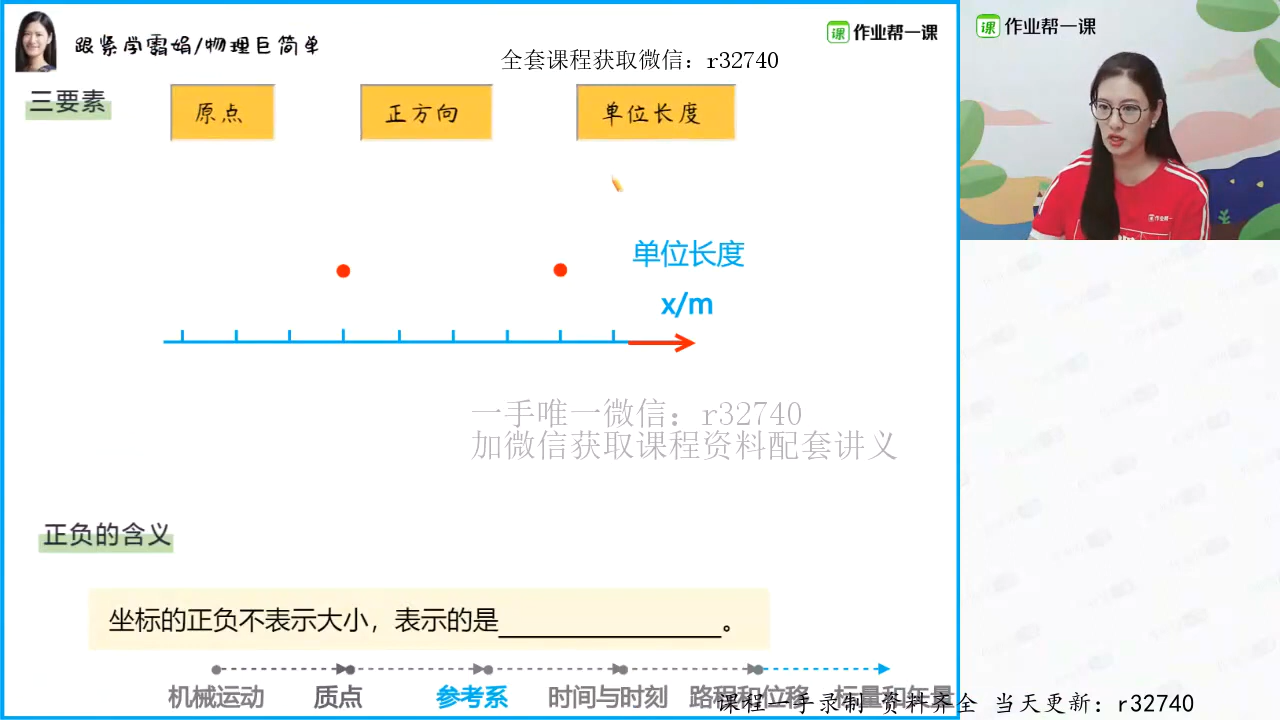 跟紧学霸娟/物理巨简单
作业帮一课
作业帮一课
全套课程获取微信：r32740
三要素
原点
正方向
单位长度
单位长度
x/m
一手唯一微信：r32740
加微信获取课程资料配套讲义
正负的含义
坐标的正负不表示大小，表示的是________________。
机械运动 质点 参考系 时间与时刻 路程和位移 标量和矢量
课程一手录制 资料齐全 当天更新：r32740